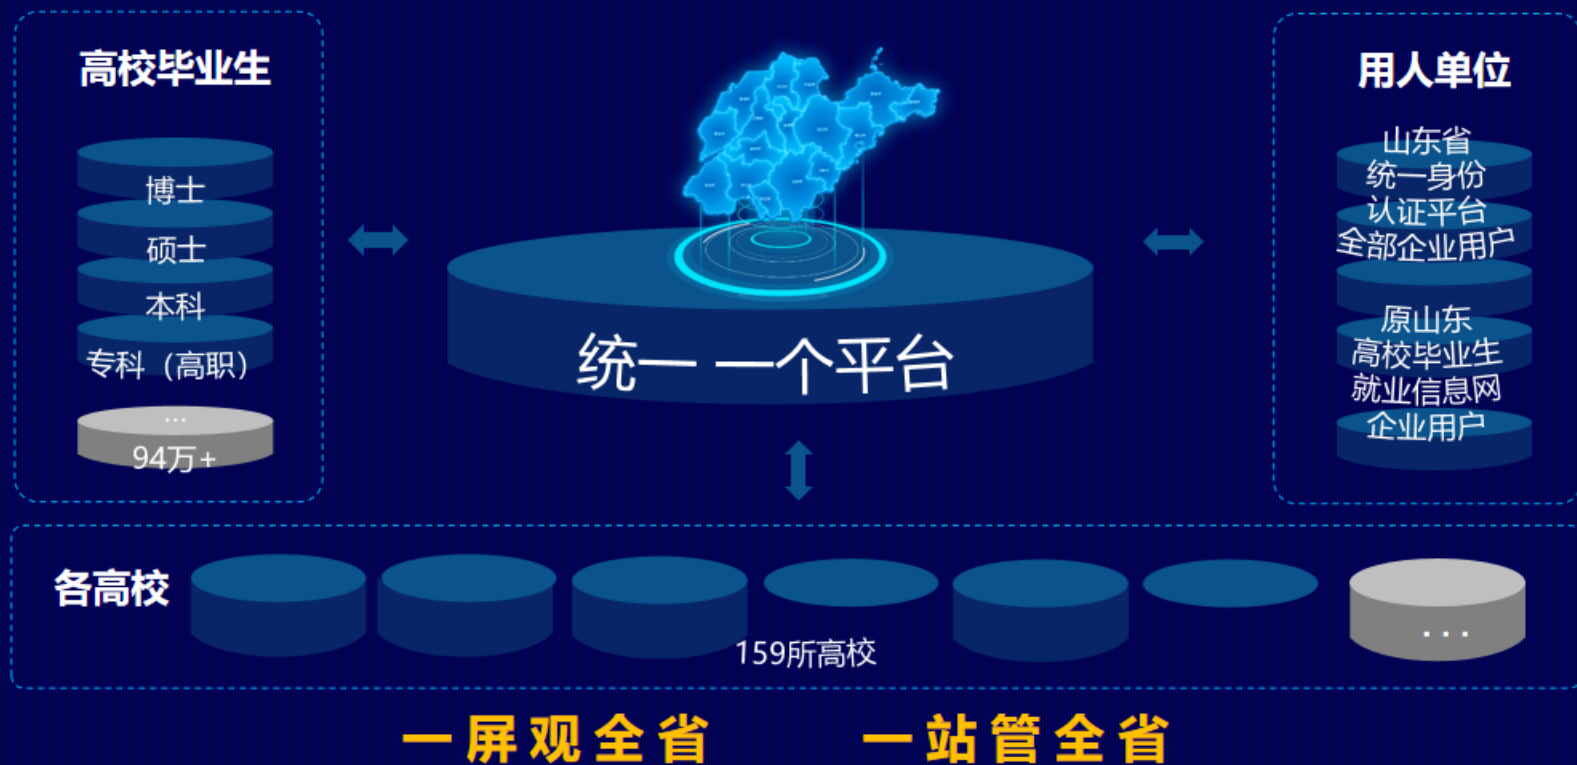 高校毕业生
博士
硕士
本科
专科（高职）
...
94万+
统一 一个平台
用人单位
山东省
统一身份
认证平台
全部企业用户
原山东
高校毕业生
就业信息网
企业用户
各高校
159所高校
...
一屏观全省 一站管全省